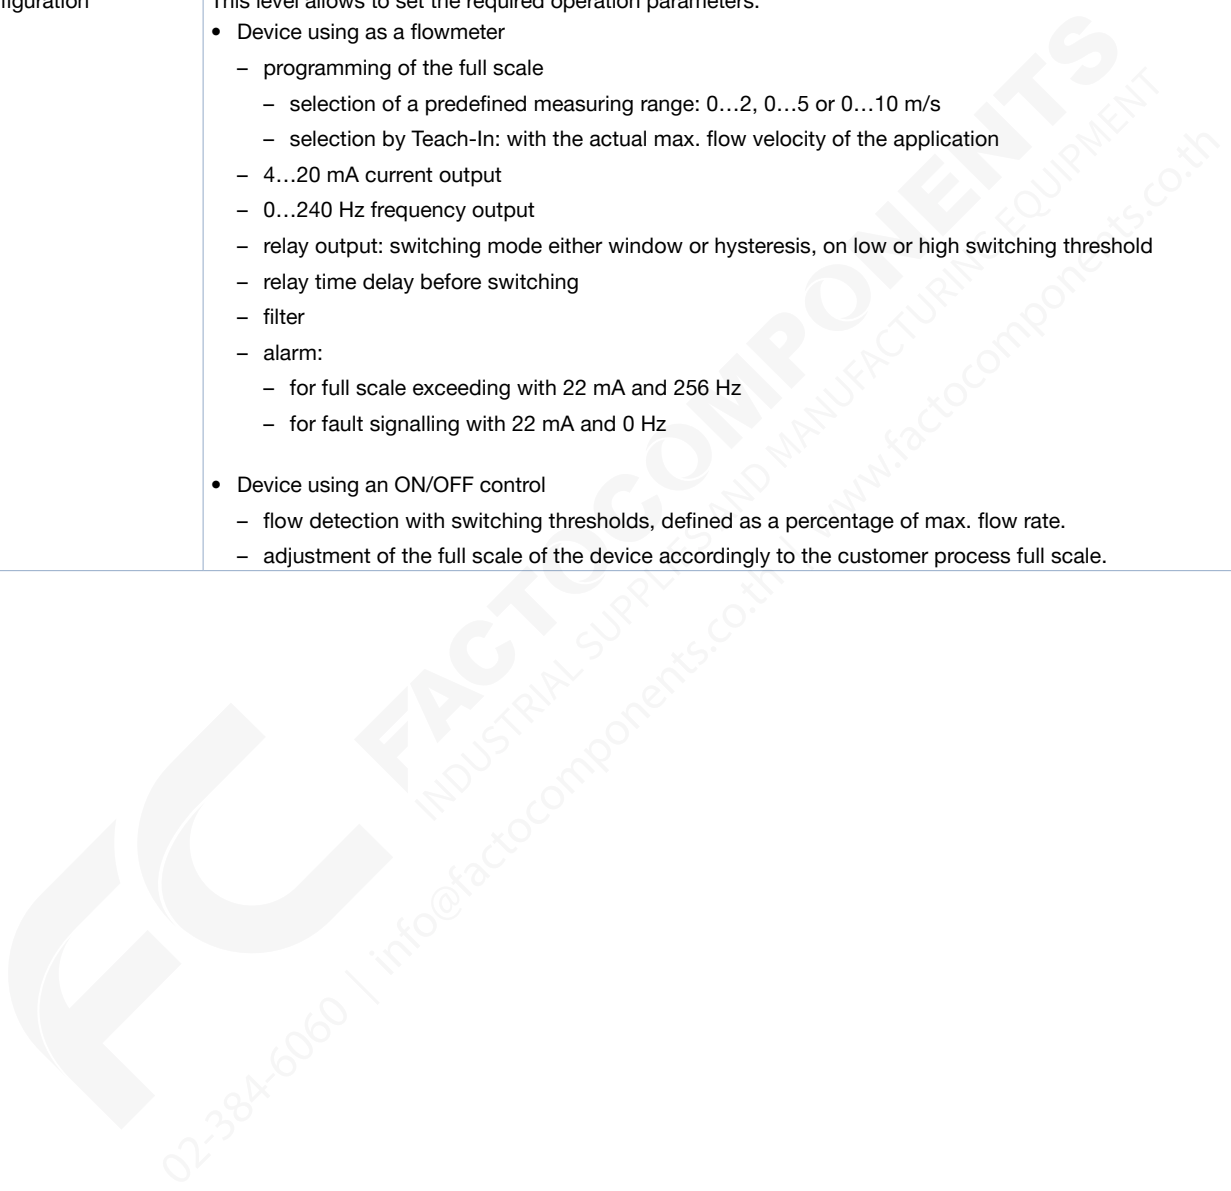 This level allows to set the required operation parameters.
• Device using as a flowmeter
– programming of the full scale
– selection of a predefined measuring range: 0…2, 0…5 or 0…10 m/s
– selection by Teach-In: with the actual max. flow velocity of the application
– 4…20 mA current output
– 0…240 Hz frequency output
– relay output: switching mode either window or hysteresis, on low or high switching threshold
– relay time delay before switching
– filter
– alarm:
– for full scale exceeding with 22 mA and 256 Hz
– for fault signalling with 22 mA and 0 Hz
• Device using an ON/OFF control
– flow detection with switching thresholds, defined as a percentage of max. flow rate.
– adjustment of the full scale of the device accordingly to the customer process full scale.
FC
FACTOCOMPONENTS
INDUSTRIAL SUPPLIES AND MANUFACTURING EQUIPMENT
02-384-6060 | info@factocomponents.co.th | www.factocomponents.co.th